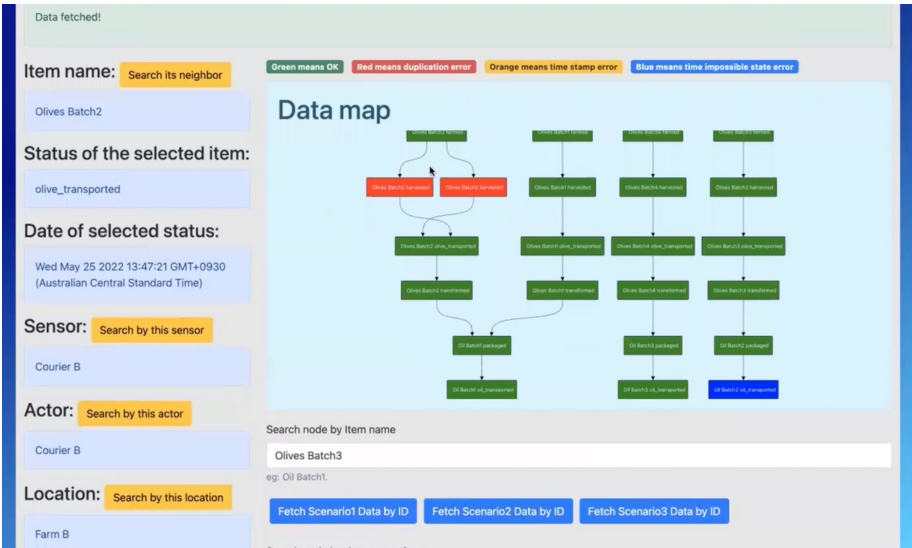 Data fetched!
Item name:
Search its neighbor
Olives Batch2
Status of the selected item:
olive_transported
Date of selected status:
Wed May 25 2022 13:47:21 GMT+0930
(Australian Central Standard Time)
Sensor:
Search by this sensor
Courier B
Actor:
Search by this actor
Courier B
Location:
Search by this location
Farm B
Green means OK
Red means duplication error
Orange means time stamp error
Blue means time impossible state error
Data map
Olives Batch2 harvested
Olives Batch2 harvested
Olives Batch1 harvested
Olives Batch4 harvested
Olives Batch3 harvested
Olives Batch2 olive_transported
Olives Batch1 olive_transported
Olives Batch4 olive_transported
Olives Batch3 olive_transported
Olives Batch2 transformed
Olives Batch1 transformed
Olives Batch4 transformed
Olives Batch3 transformed
Oil Batch1 packaged
Oil Batch3 packaged
Oil Batch2 packaged
Oil Batch1 oil_transported
Oil Batch3 oil_transported
Oil Batch2 oil_transported
Search node by Item name
Olives Batch3
eg: Oil Batch1.
Fetch Scenario1 Data by ID
Fetch Scenario2 Data by ID
Fetch Scenario3 Data by ID